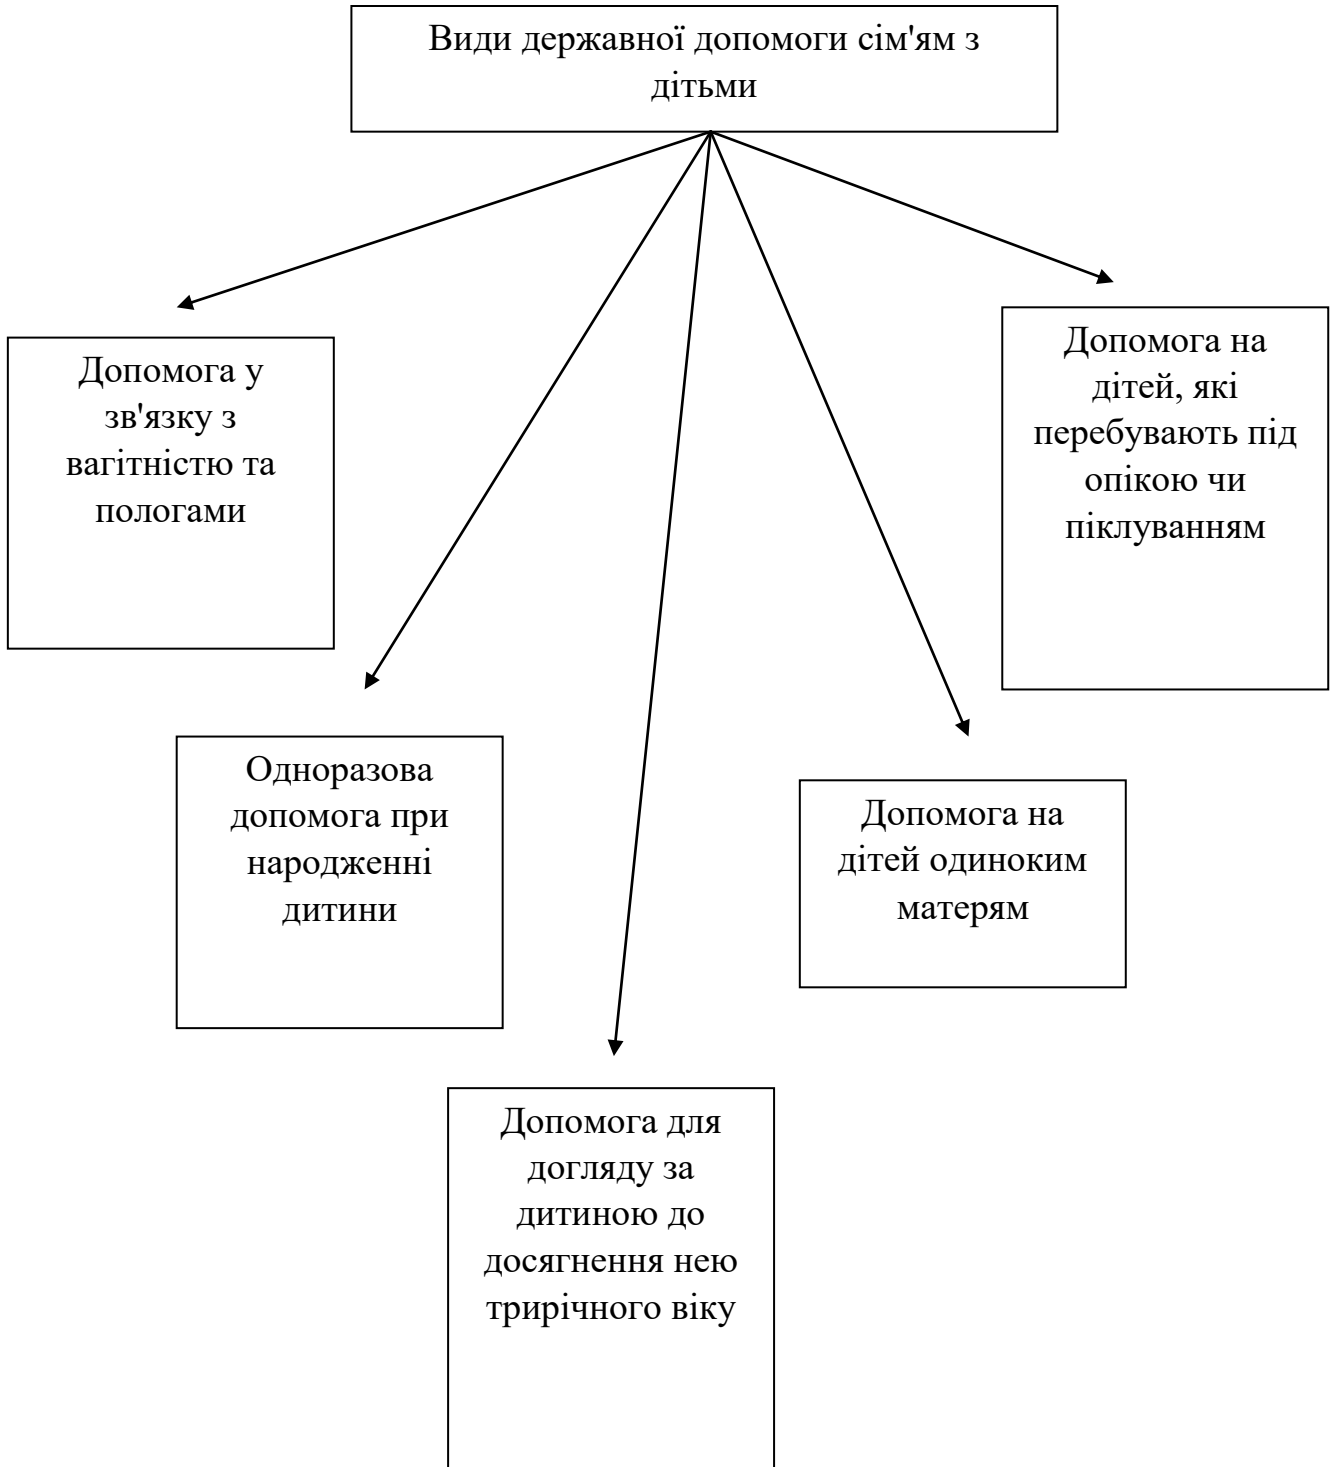 Види державної допомоги сім'ям з
дітьми
Допомога у
зв'язку з
вагітністю та
пологами
Одноразова
допомога при
народженні
дитини
Допомога для
догляду за
дитиною до
досягнення нею
трирічного віку
Допомога на
дітей одиноким
матерям
Допомога на
дітей, які
перебувають під
опікою чи
піклуванням